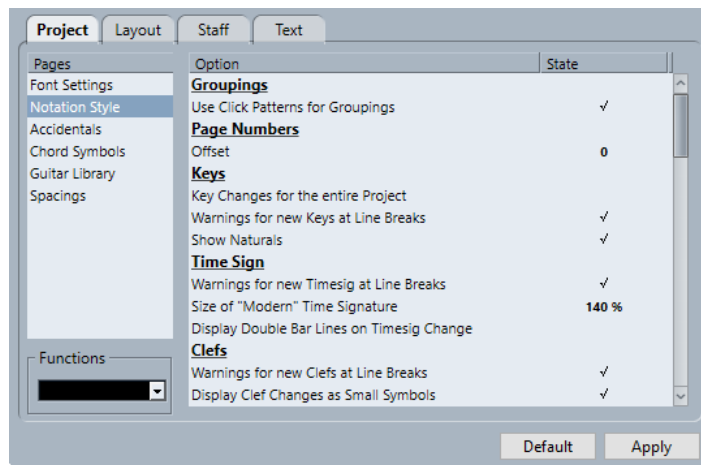 Project Layout Staff Text
Pages Option State
Font Settings Groupings
Notation Style Use Click Patterns for Groupings √
Accidentals Page Numbers
Chord Symbols Offset 0
Guitar Library Keys
Spacings Key Changes for the entire Project
Warnings for new Keys at Line Breaks √
Show Naturals √
Time Sign
Warnings for new Timesig at Line Breaks √
Size of "Modern" Time Signature 140 %
Display Double Bar Lines on Timesig Change
Clefs
Functions
Warnings for new Clefs at Line Breaks √
Display Clef Changes as Small Symbols √
Default Apply